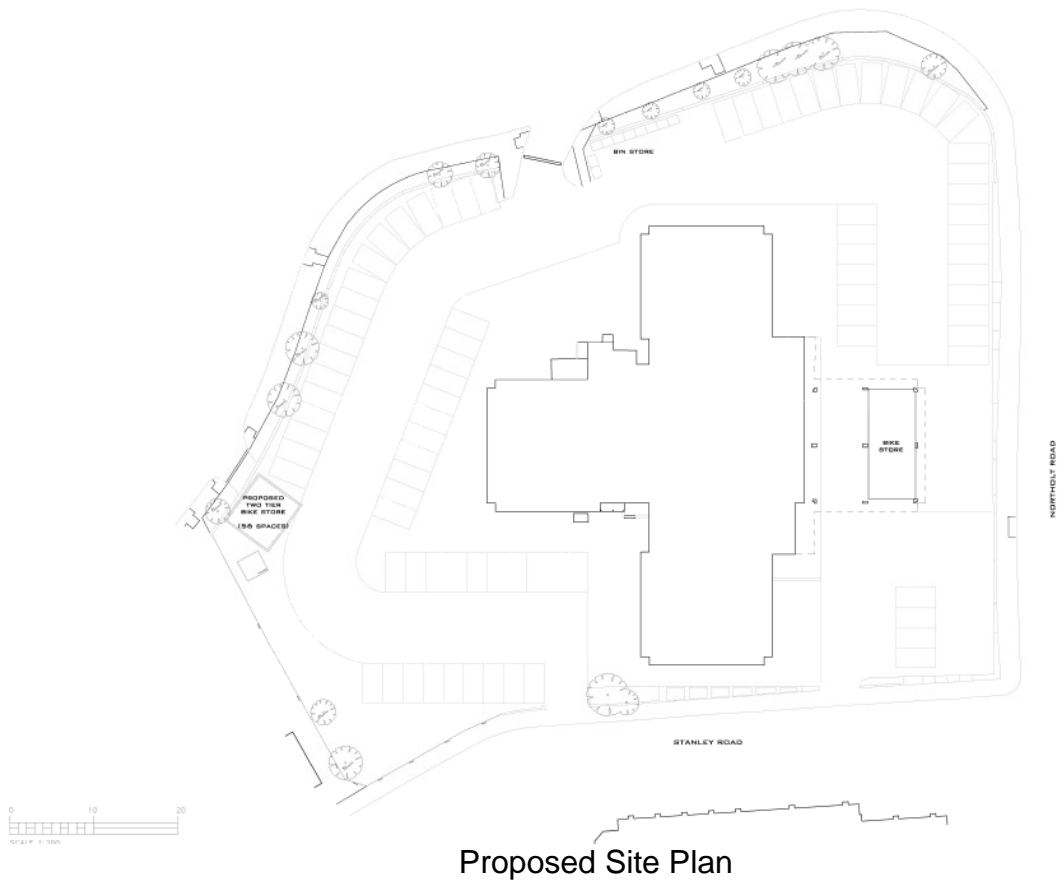 BIN STORE
BIKE
STORE
NORTHOLT ROAD
PROPOSED
TWO TIER
BIKE STORE
(56 SPACES)
STANLEY ROAD
0 10 20
SCALE 1:200
Proposed Site Plan